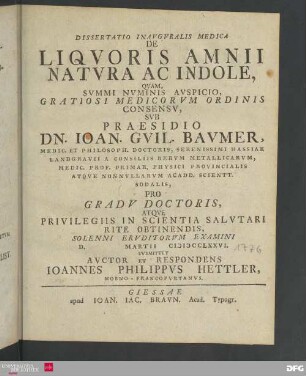 DISSERTATIO INAVGVRALIS MEDICA
DE
LIQVORIS AMNII
NATVRA AC INDOLE,
QVAM,
SVMMI NVMINIS AVSPICIO,
GRATIOSI MEDICORVM ORDINIS
CONSENSV,
SVB
PRAESIDIO
DN. IOAN. GVIL. BAVMER,
MEDIC. ET PHILOSOPH. DOCTORIS, SERENISSIMI HASSIAE
LANDGRAVII A CONSILIIS RERVM METALLICARVM,
MEDIC. PROF. PRIMAR. PHYSICI PROVINCIALIS
ATQVE NONNVLLARVM ACADD. SCIENTT.
SODALIS,
PRO
GRADV DOCTORIS,
ATQVE
PRIVILEGIIS IN SCIENTIA SALVTARI
RITE OBTINENDIS,
SOLENNI ERVDITORVM EXAMINI
D. MARTII CIƆIƆCCLXXVI.
1776
SVBMITTIT
AVCTOR ET RESPONDENS
IOANNES PHILIPPVS HETTLER,
MOENO-FRANCOFVRTANVS.
GIESSAE
apud IOAN. IAC. BRAVN. Acad. Typogr.
DFG